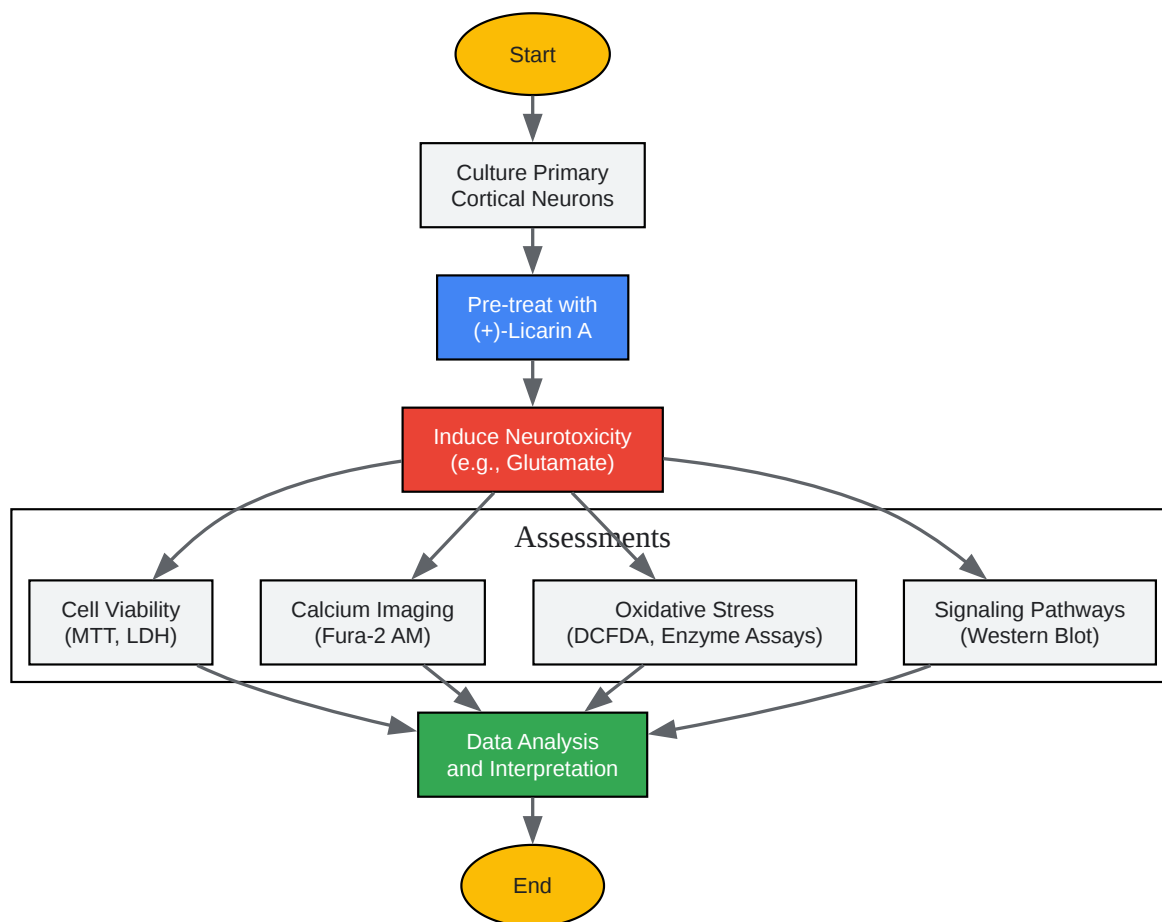 Start
Culture Primary
Cortical Neurons
Pre-treat with
(+)-Licarin A
Induce Neurotoxicity
(e.g., Glutamate)
Assessments
Cell Viability
(MTT, LDH)
Calcium Imaging
(Fura-2 AM)
Oxidative Stress
(DCFDA, Enzyme Assays)
Signaling Pathways
(Western Blot)
Data Analysis
and Interpretation
End